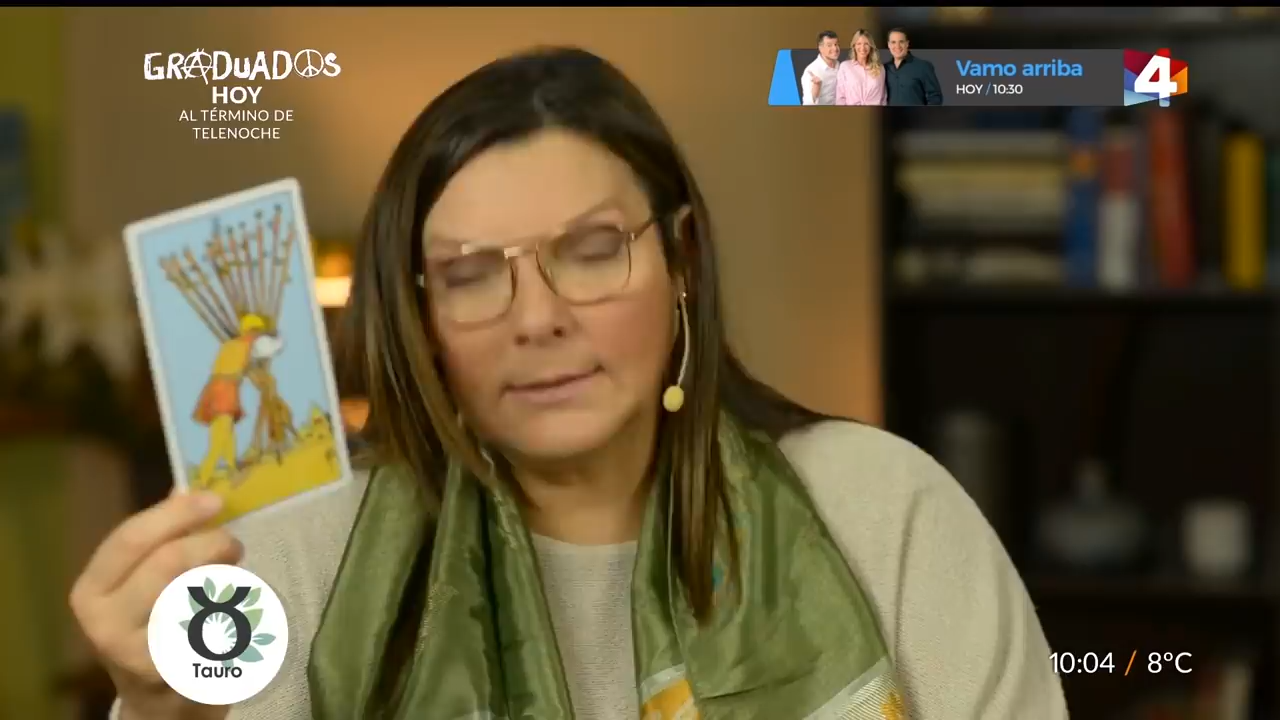 GRADUADOS
HOY
AL TÉRMINO DE
TELENOCHE
Vamo arriba
HOY / 10:30
4
Tauro
10:04 / 8°C